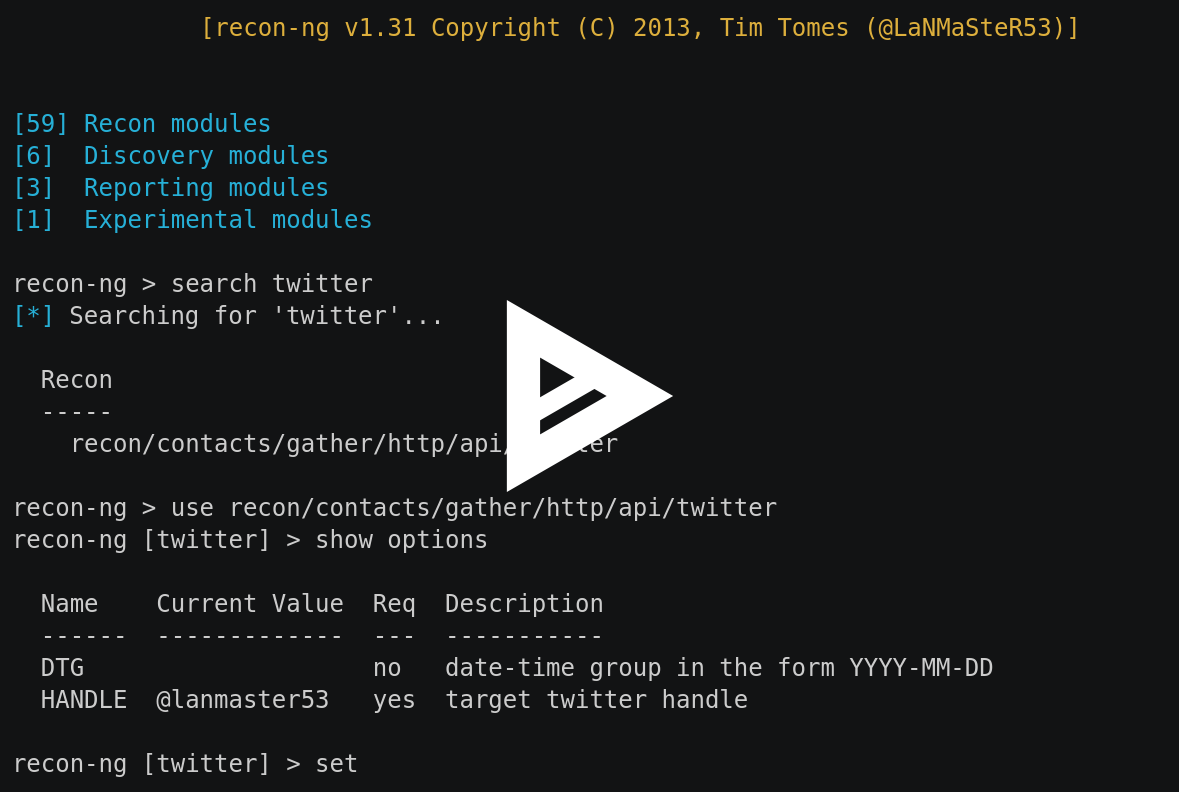 [recon-ng v1.31 Copyright (C) 2013, Tim Tomes (@LaNMaSteR53)]
[59] Recon modules
[6]  Discovery modules
[3]  Reporting modules
[1]  Experimental modules
recon-ng > search twitter
[*] Searching for 'twitter'...
Recon
-----
recon/contacts/gather/http/api/
recon-ng > use recon/contacts/gather/http/api/twitter
recon-ng [twitter] > show options
Name    Current Value  Req  Description
------  -------------  ---  -----------
DTG                    no   date-time group in the form YYYY-MM-DD
HANDLE  @lanmaster53   yes  target twitter handle
recon-ng [twitter] > set